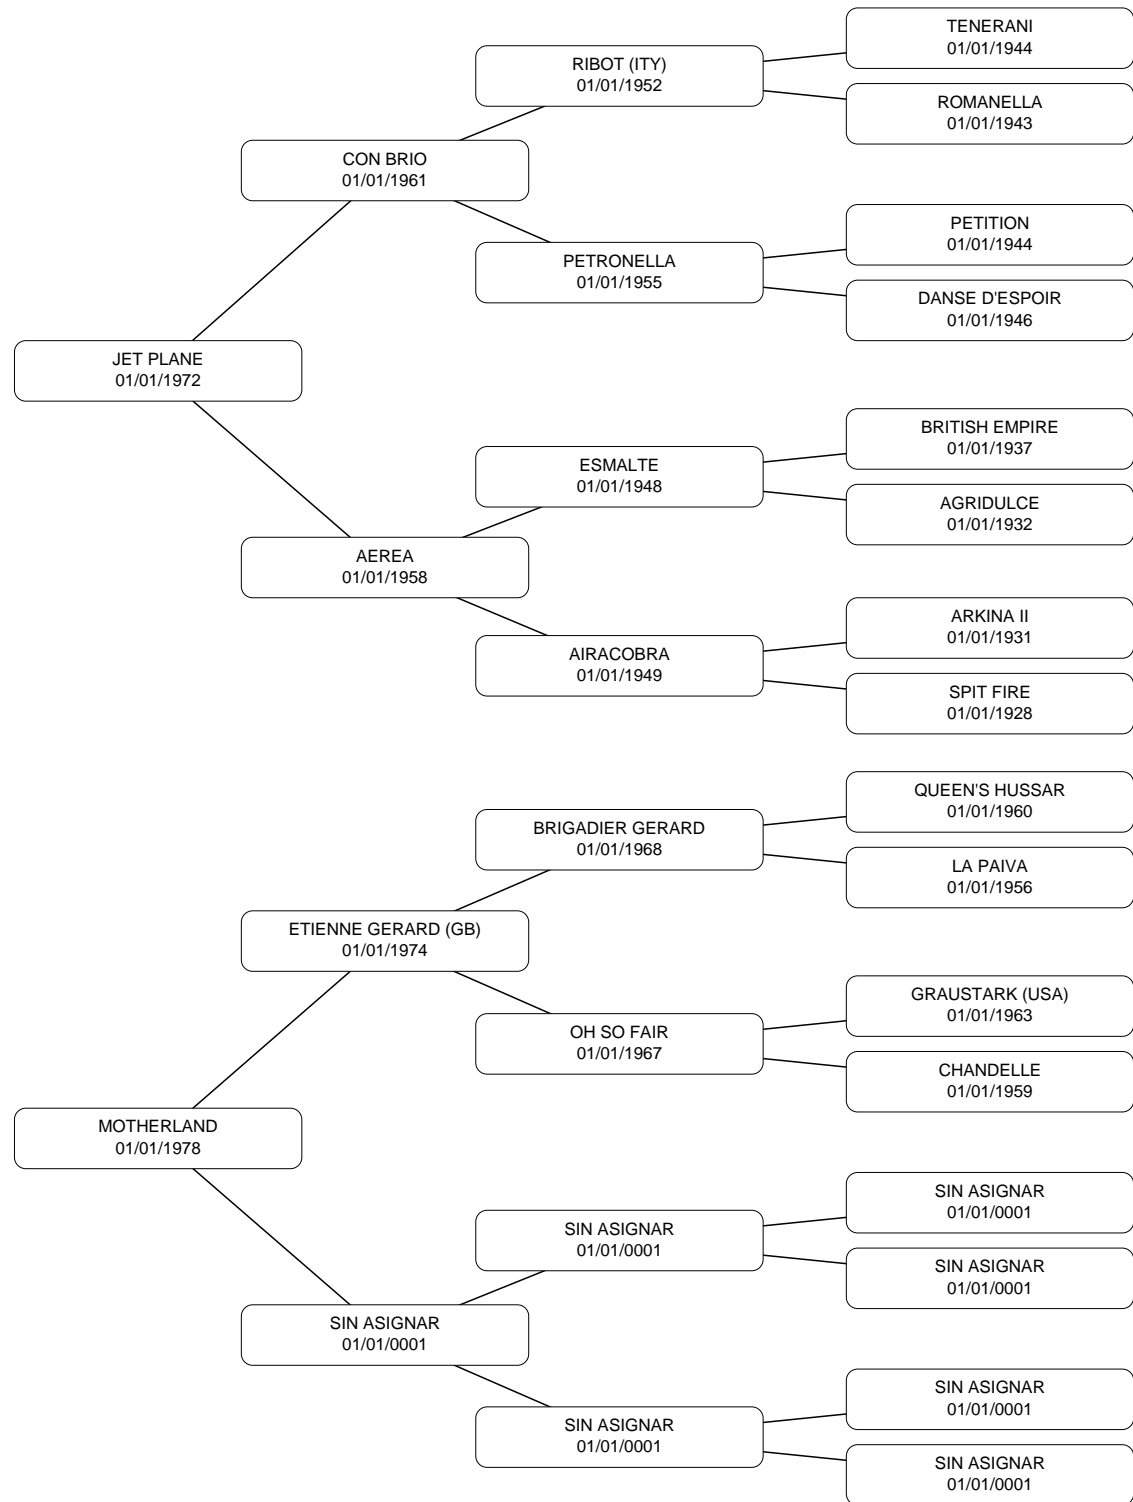 TENERANI
01/01/1944
RIBOT (ITY)
01/01/1952
ROMANELLA
01/01/1943
CON BRIO
01/01/1961
PETITION
01/01/1944
PETRONELLA
01/01/1955
DANSE D'ESPOIR
01/01/1946
JET PLANE
01/01/1972
BRITISH EMPIRE
01/01/1937
ESMALTE
01/01/1948
AGRIDULCE
01/01/1932
AEREA
01/01/1958
ARKINA II
01/01/1931
AIRACOBRA
01/01/1949
SPIT FIRE
01/01/1928
QUEEN'S HUSSAR
01/01/1960
BRIGADIER GERARD
01/01/1968
LA PAIVA
01/01/1956
ETIENNE GERARD (GB)
01/01/1974
GRAUSTARK (USA)
01/01/1963
OH SO FAIR
01/01/1967
CHANDELLE
01/01/1959
MOTHERLAND
01/01/1978
SIN ASIGNAR
01/01/0001
SIN ASIGNAR
01/01/0001
SIN ASIGNAR
01/01/0001
SIN ASIGNAR
01/01/0001
SIN ASIGNAR
01/01/0001
SIN ASIGNAR
01/01/0001
SIN ASIGNAR
01/01/0001